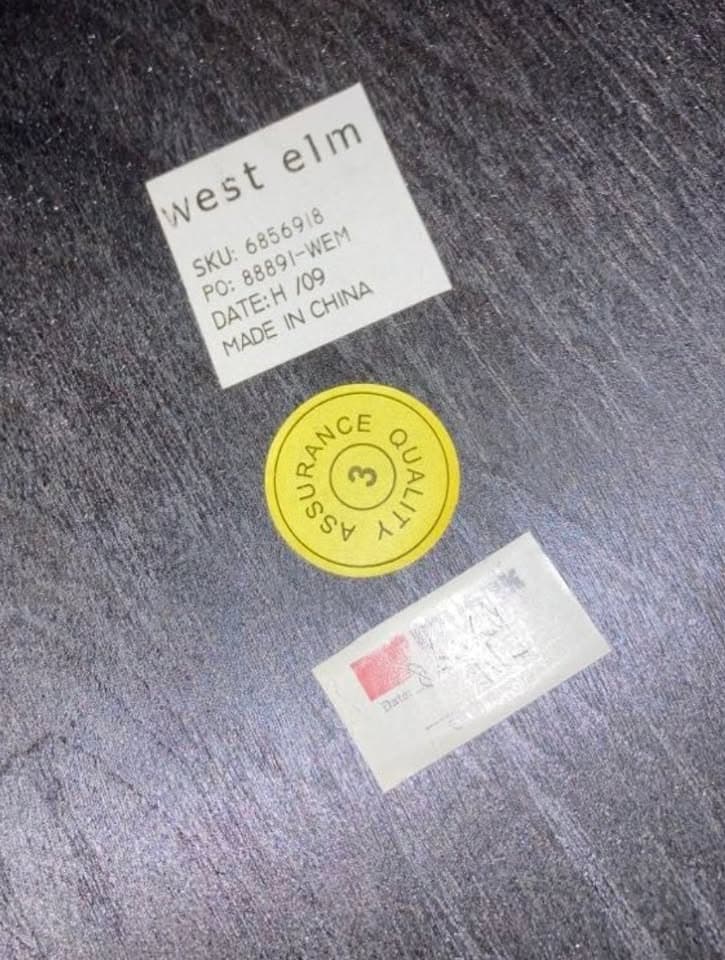 west elm
SKU: 6856918
PO: 88891-WEM
DATE: H /09
MADE IN CHINA
QUALITY ASSURANCE
3
Date: